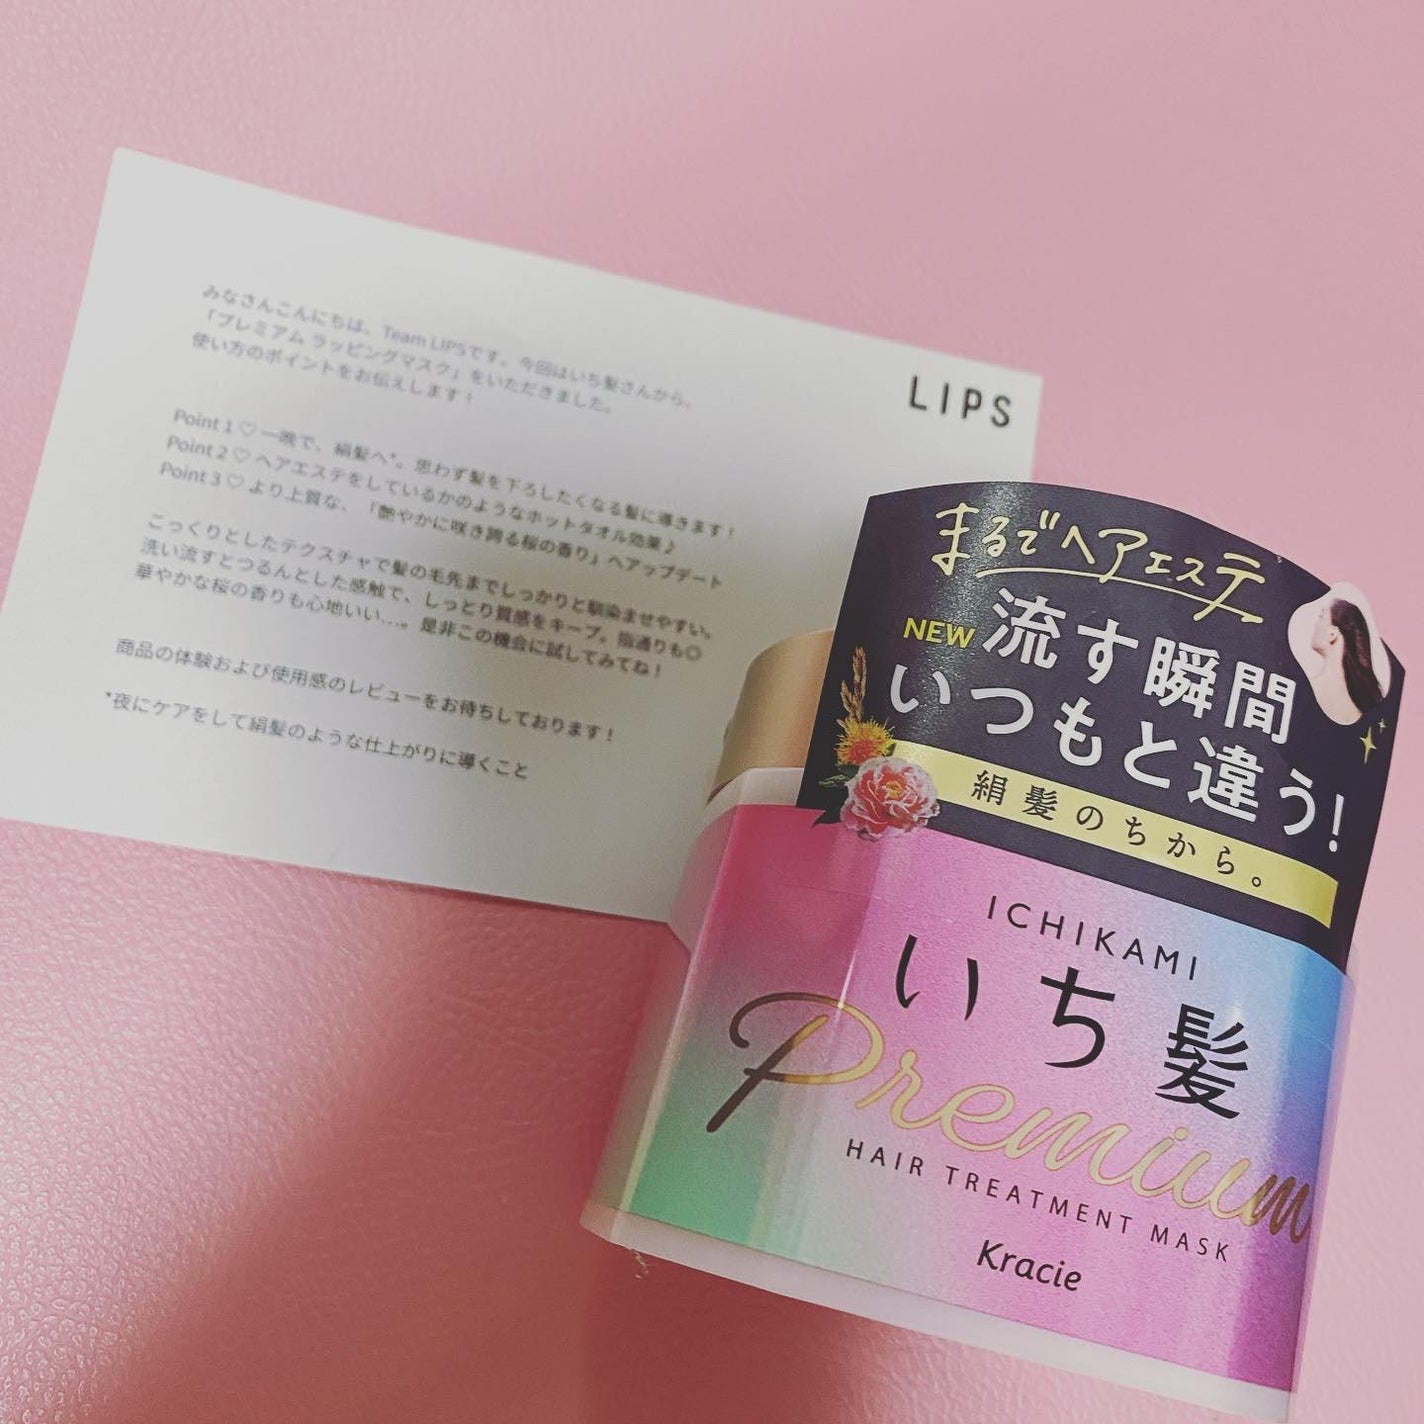 LIPS
みなさんこんにちは、Team LIPSです。今回はいち髪さんから、
「プレミアム ラッピングマスク」をいただきました。
使い方のポイントをお伝えします！
Point 1 ♡ 一晩で、絹髪へ*。思わず髪を下ろしたくなる髪に導きます！
Point 2 ♡ ヘアエステをしているかのようなホットタオル効果♪
Point 3 ♡ より上質な、「艶やかに咲き誇る桜の香り」へアップデート
こっくりとしたテクスチャで髪の毛先までしっかりと馴染ませやすい。
洗い流すとつるんとした感触で、しっとり質感をキープ。指通りも◎
華やかな桜の香りも心地いい…。是非この機会に試してみてね！
商品の体験および使用感のレビューをお待ちしております！
*夜にケアをして絹髪のような仕上がりに導くこと
まるでヘアエステ
NEW 流す瞬間
いつもと違う！
絹髪のちから。
ICHIKAMI
いち髪
Premium
HAIR TREATMENT MASK
Kracie